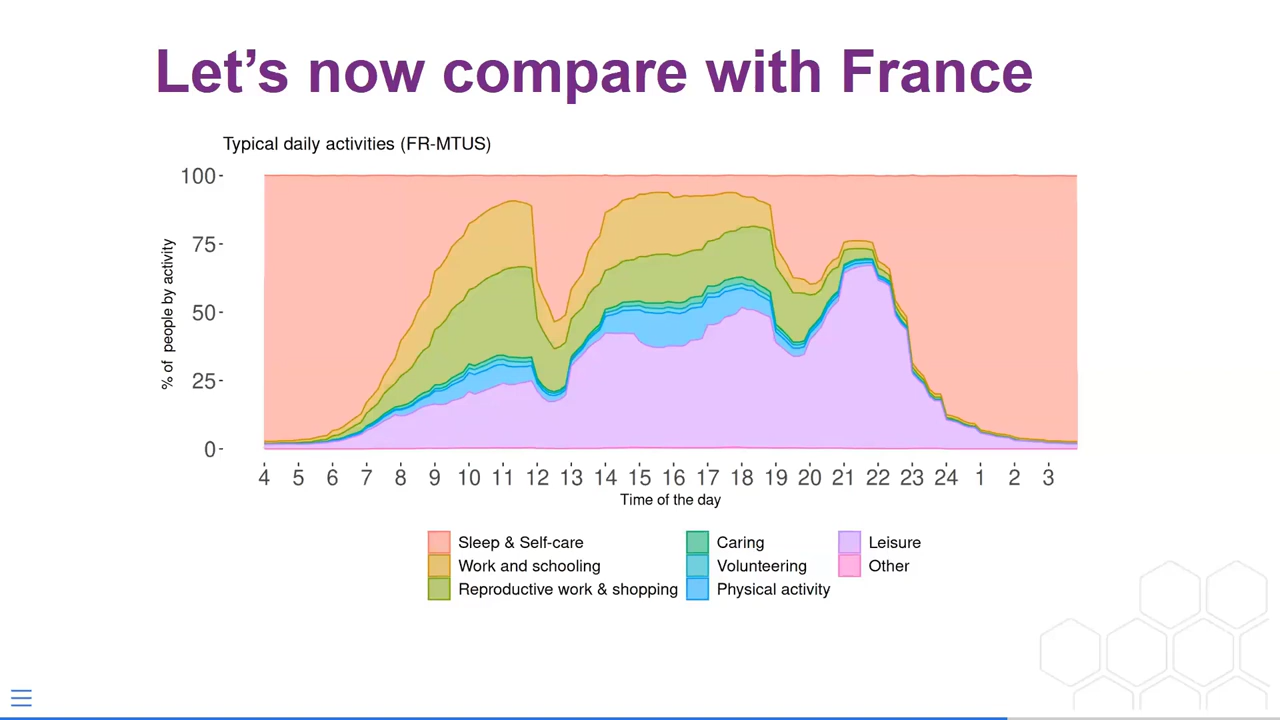 Let's now compare with France
Typical daily activities (FR-MTUS)
% of people by activity
100
75
50
25
0
4 5 6 7 8 9 10 11 12 13 14 15 16 17 18 19 20 21 22 23 24 1 2 3
Time of the day
Sleep & Self-care
Work and schooling
Reproductive work & shopping
Caring
Volunteering
Physical activity
Leisure
Other